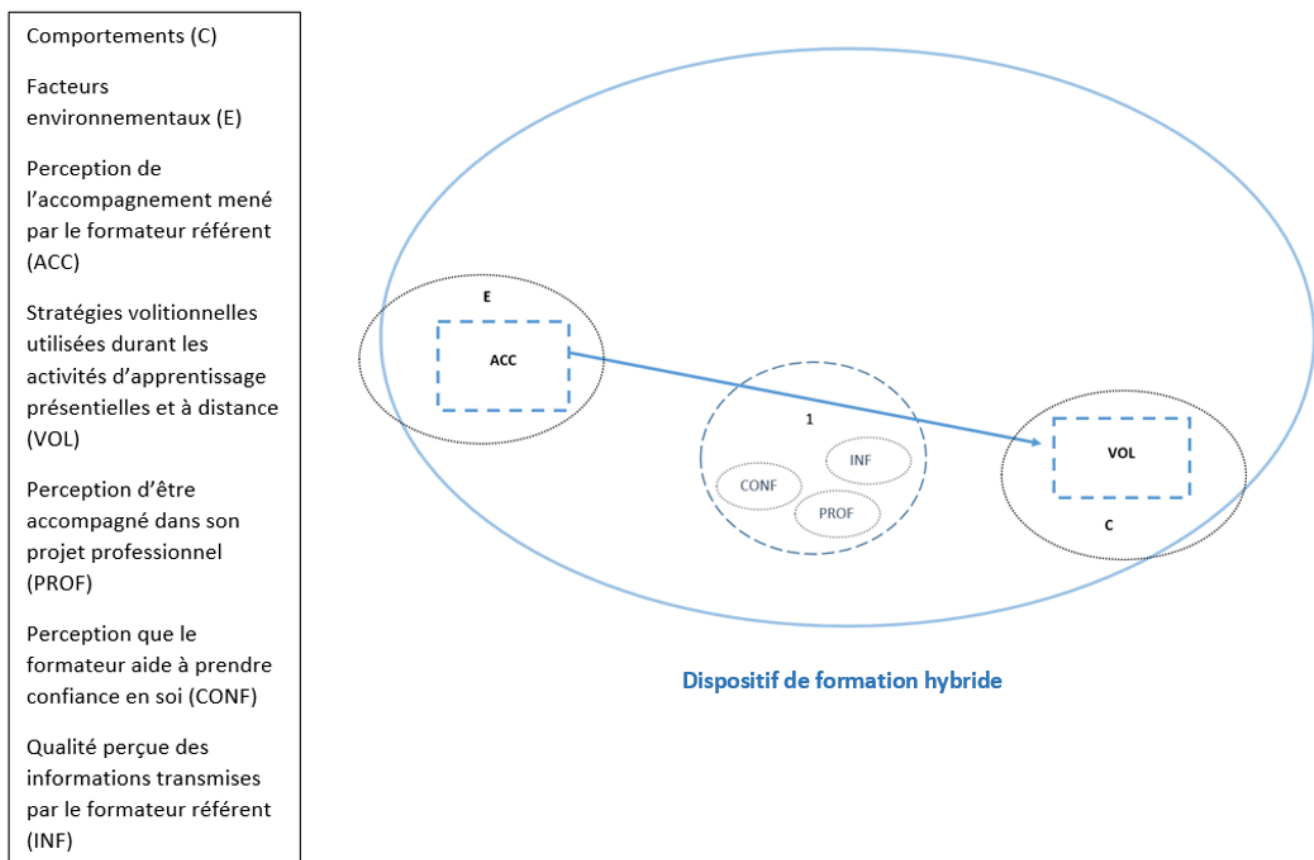 Comportements (C)
Facteurs
environnementaux (E)
Perception de
l’accompagnement mené
par le formateur référent
(ACC)
Stratégies volitionnelles
utilisées durant les
activités d’apprentissage
présentielles et à distance
(VOL)
Perception d’être
accompagné dans son
projet professionnel
(PROF)
Perception que le
formateur aide à prendre
confiance en soi (CONF)
Qualité perçue des
informations transmises
par le formateur référent
(INF)
E
ACC
1
INF
CONF
PROF
VOL
C
Dispositif de formation hybride